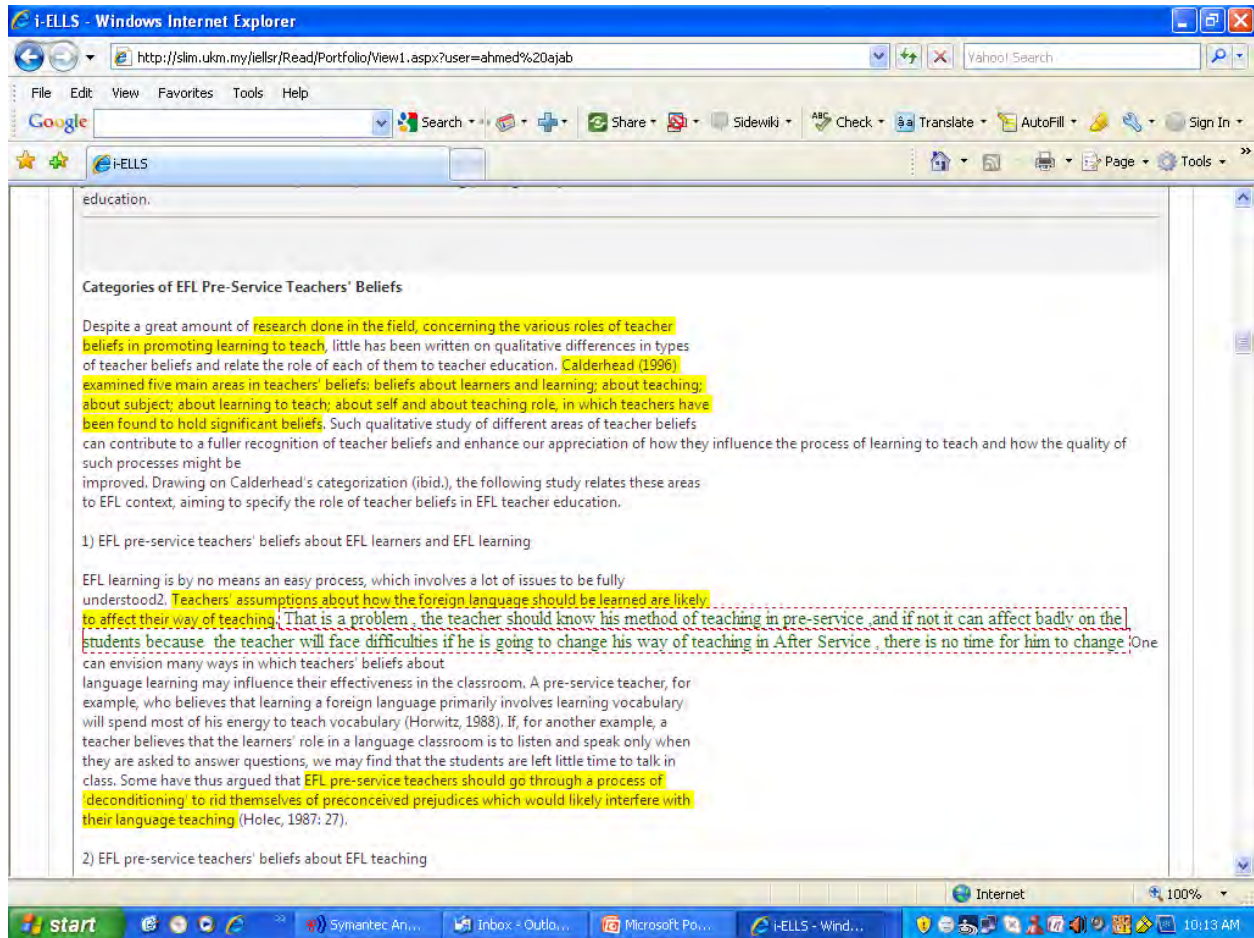 i-ELLS - Windows Internet Explorer
http://slim.ukm.my/iellsr/Read/Portfolio/View1.aspx?user=ahmed%20ajab
Yahoo! Search
File Edit View Favorites Tools Help
Google Search Share Sidewiki Check Translate AutoFill Sign In
i-ELLS Page Tools
education.
Categories of EFL Pre-Service Teachers' Beliefs
Despite a great amount of research done in the field, concerning the various roles of teacher
beliefs in promoting learning to teach, little has been written on qualitative differences in types
of teacher beliefs and relate the role of each of them to teacher education. Calderhead (1996)
examined five main areas in teachers' beliefs: beliefs about learners and learning; about teaching;
about subject; about learning to teach; about self and about teaching role, in which teachers have
been found to hold significant beliefs. Such qualitative study of different areas of teacher beliefs
can contribute to a fuller recognition of teacher beliefs and enhance our appreciation of how they influence the process of learning to teach and how the quality of
such processes might be
improved. Drawing on Calderhead's categorization (ibid.), the following study relates these areas
to EFL context, aiming to specify the role of teacher beliefs in EFL teacher education.
1) EFL pre-service teachers' beliefs about EFL learners and EFL learning
EFL learning is by no means an easy process, which involves a lot of issues to be fully
understood2. Teachers' assumptions about how the foreign language should be learned are likely
to affect their way of teaching. That is a problem , the teacher should know his method of teaching in pre-service ,and if not it can affect badly on the
students because the teacher will face difficulties if he is going to change his way of teaching in After Service , there is no time for him to change One
can envision many ways in which teachers' beliefs about
language learning may influence their effectiveness in the classroom. A pre-service teacher, for
example, who believes that learning a foreign language primarily involves learning vocabulary
will spend most of his energy to teach vocabulary (Horwitz, 1988). If, for another example, a
teacher believes that the learners' role in a language classroom is to listen and speak only when
they are asked to answer questions, we may find that the students are left little time to talk in
class. Some have thus argued that EFL pre-service teachers should go through a process of
'deconditioning' to rid themselves of preconceived prejudices which would likely interfere with
their language teaching (Holec, 1987: 27).
2) EFL pre-service teachers' beliefs about EFL teaching
Internet 100%
start Symantec An... Inbox - Outlo... Microsoft Po... i-ELLS - Wind... 10:13 AM